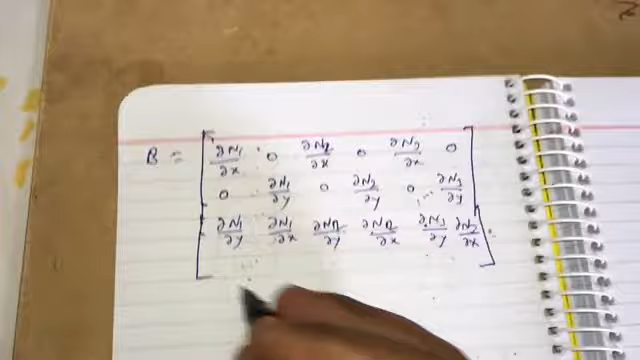 B = [ ∂N1/∂x 0 ∂N2/∂x 0 ∂N3/∂x 0
0 ∂N1/∂y 0 ∂N2/∂y 0 ∂N3/∂y
∂N1/∂y ∂N1/∂x ∂N2/∂y ∂N2/∂x ∂N3/∂y ∂N3/∂x ]